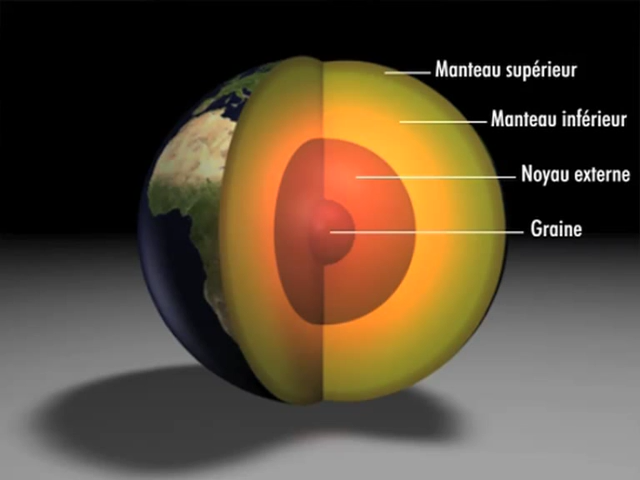 Manteau supérieur
Manteau inférieur
Noyau externe
Graine